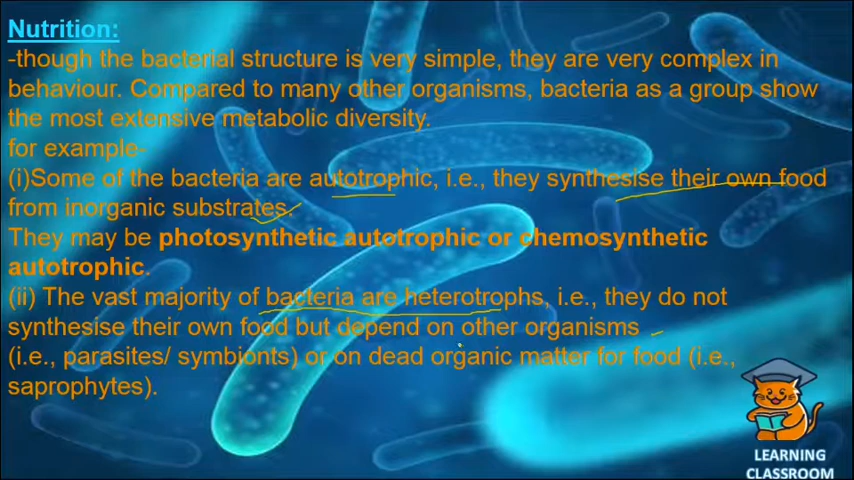 Nutrition:
-though the bacterial structure is very simple, they are very complex in
behaviour. Compared to many other organisms, bacteria as a group show
the most extensive metabolic diversity.
for example-
(i)Some of the bacteria are autotrophic, i.e., they synthesise their own food
from inorganic substrates.
They may be photosynthetic autotrophic or chemosynthetic
autotrophic.
(ii) The vast majority of bacteria are heterotrophs, i.e., they do not
synthesise their own food but depend on other organisms
(i.e., parasites/ symbionts) or on dead organic matter for food (i.e.,
saprophytes).
LEARNING
CLASSROOM